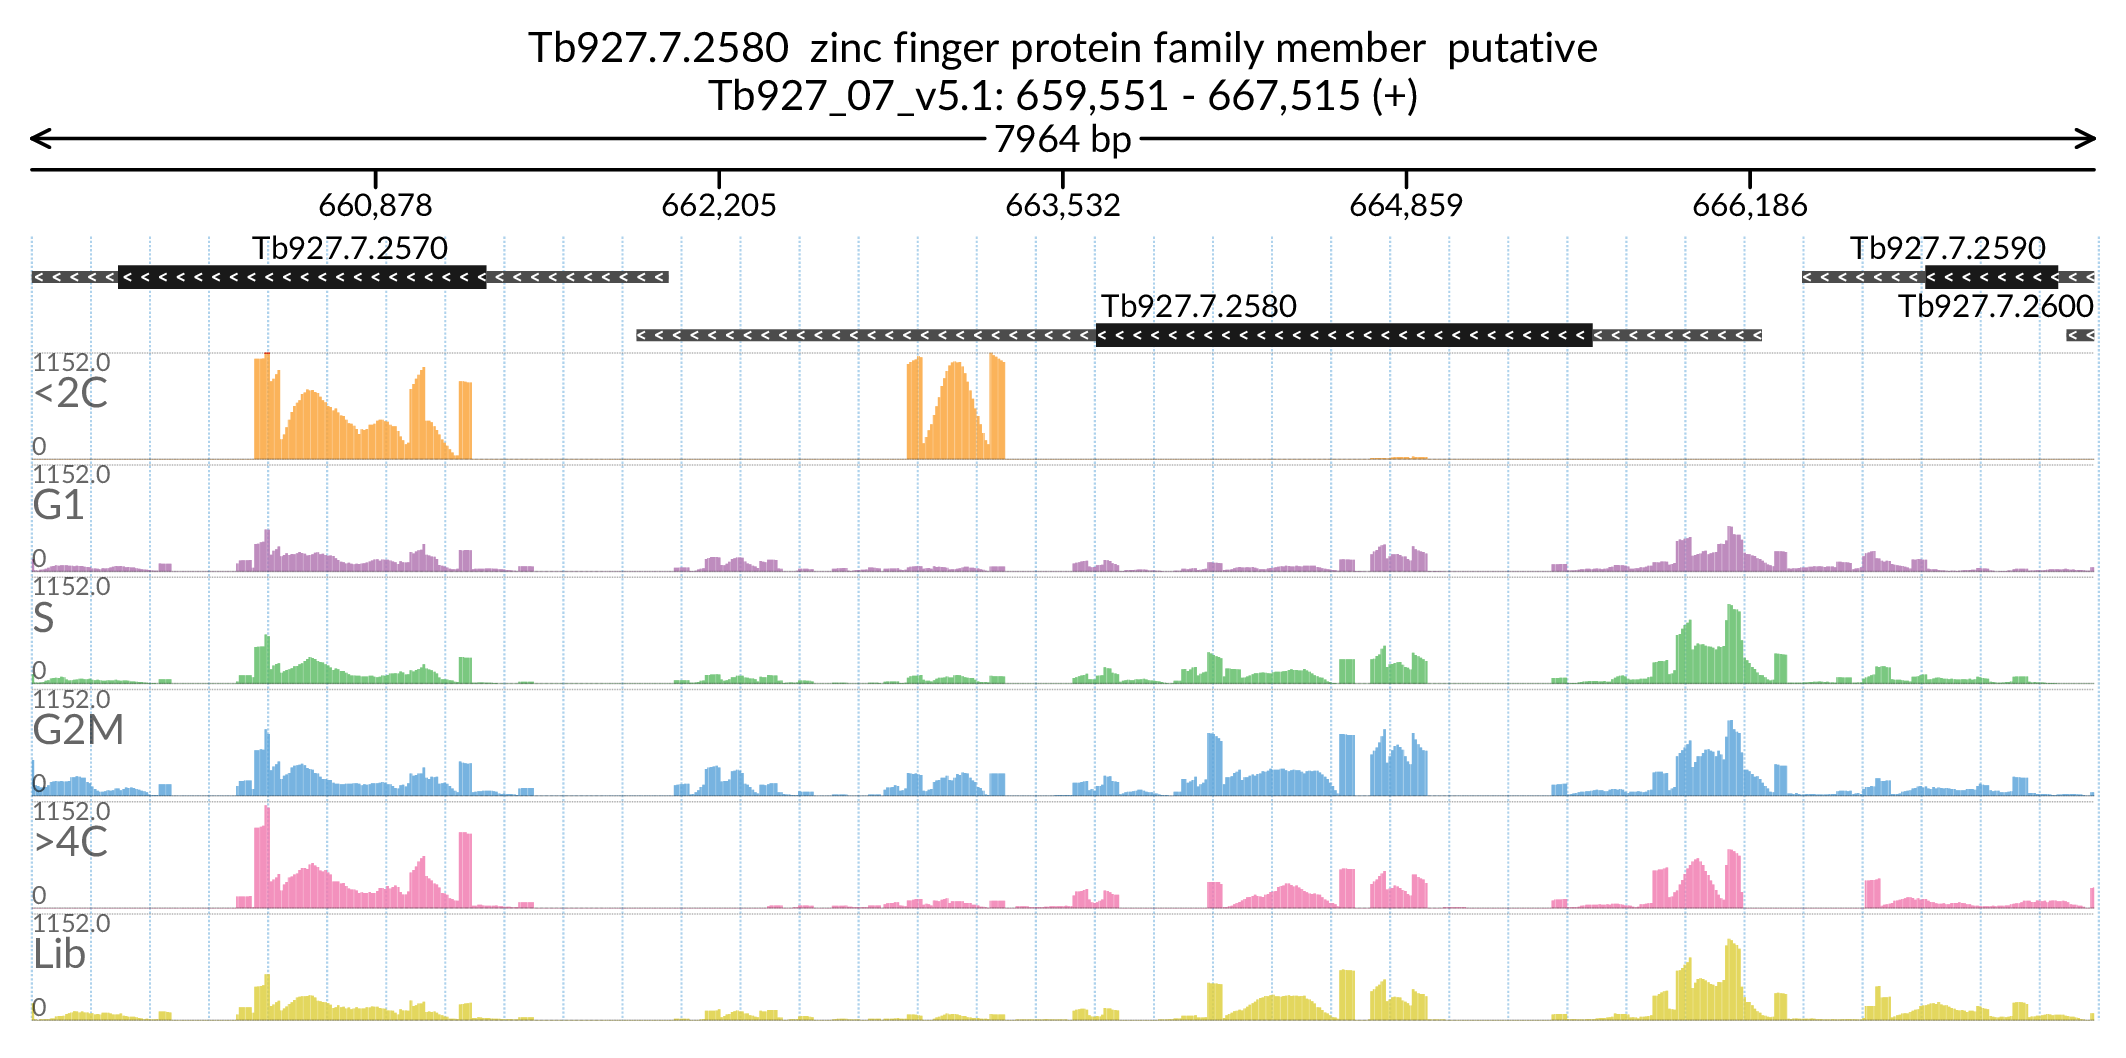 Tb927.7.2580  zinc finger protein family member  putative
Tb927_07_v5.1: 659,551 - 667,515 (+)
7964 bp
660,878 662,205 663,532 664,859 666,186
Tb927.7.2570 Tb927.7.2590
Tb927.7.2580 Tb927.7.2600
1152.0
<2C
0
1152.0
G1
0
1152.0
S
0
1152.0
G2M
0
1152.0
>4C
0
1152.0
Lib
0